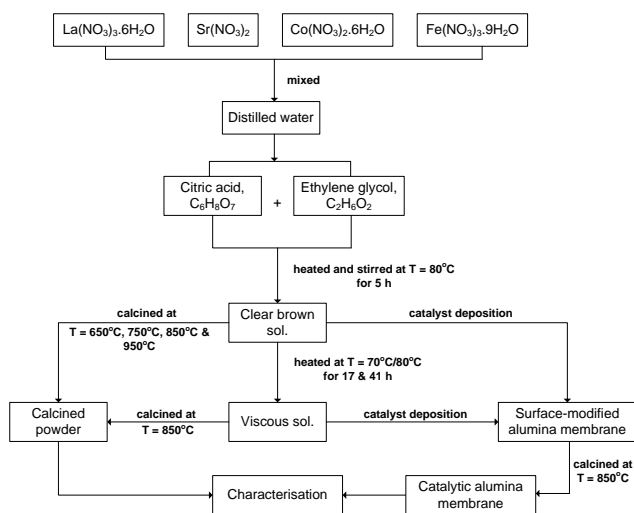 La(NO₃)₃.6H₂O
Sr(NO₃)₂
Co(NO₃)₂.6H₂O
Fe(NO₃)₃.9H₂O
mixed
Distilled water
Citric acid,
C₆H₈O₇
+
Ethylene glycol,
C₂H₆O₂
heated and stirred at T = 80°C
for 5 h
calcined at
T = 650°C, 750°C, 850°C &
950°C
Clear brown
sol.
catalyst deposition
heated at T = 70°C/80°C
for 17 & 41 h
Calcined
powder
calcined at
T = 850°C
Viscous sol.
catalyst deposition
Surface-modified
alumina membrane
calcined at
T = 850°C
Characterisation
Catalytic alumina
membrane